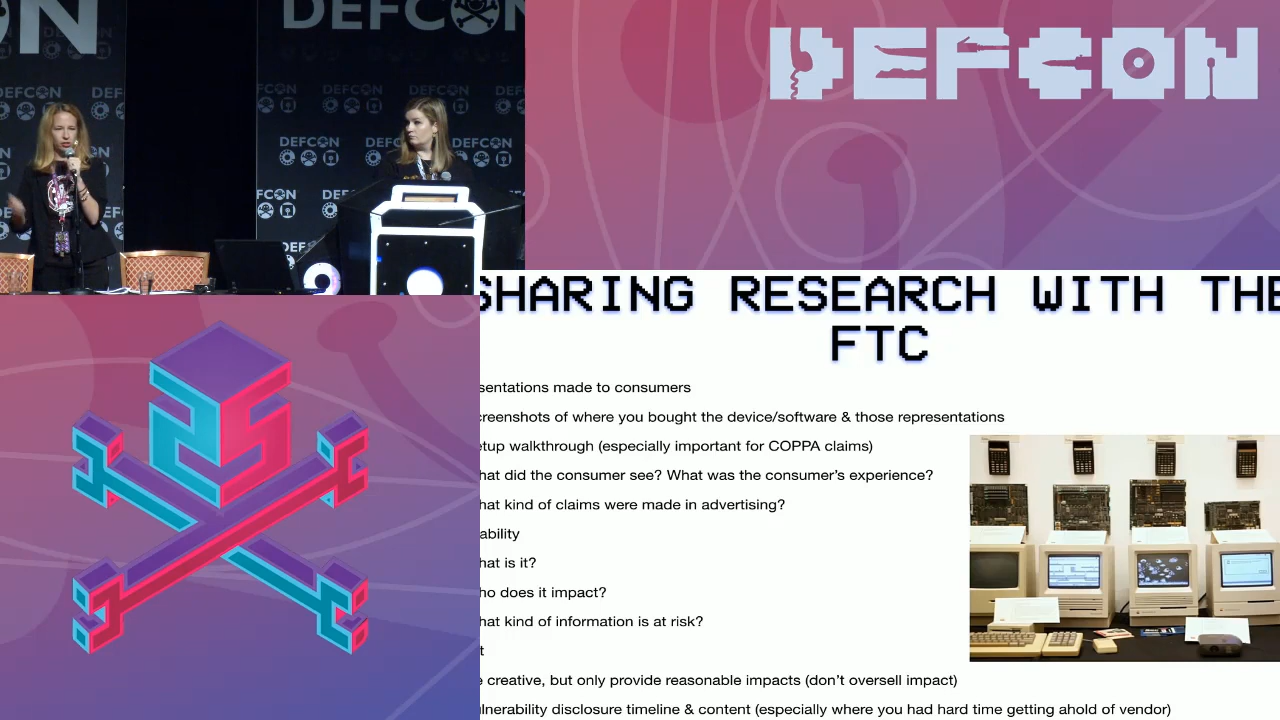 DEFCON
DEFCON
DEFCON
SHARING RESEARCH WITH THE
FTC
sentations made to consumers
creenshots of where you bought the device/software & those representations
etup walkthrough (especially important for COPPA claims)
hat did the consumer see? What was the consumer's experience?
hat kind of claims were made in advertising?
ability
hat is it?
ho does it impact?
hat kind of information is at risk?
t
e creative, but only provide reasonable impacts (don't oversell impact)
ulnerability disclosure timeline & content (especially where you had hard time getting ahold of vendor)